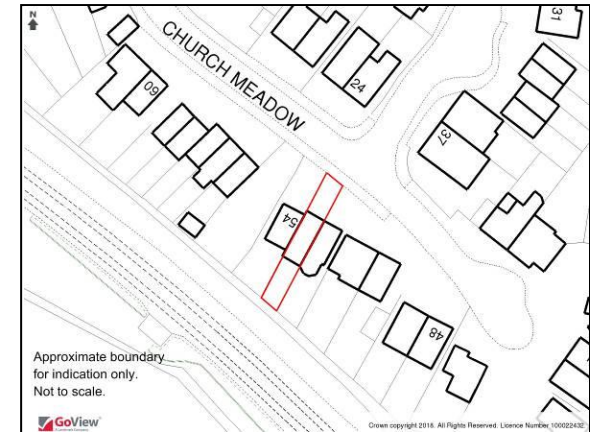 N
31
CHURCH MEADOW
24
60
37
54
48
Approximate boundary
for indication only.
Not to scale.
GoView
Crown copyright 2016. All Rights Reserved. Licence Number 100022432